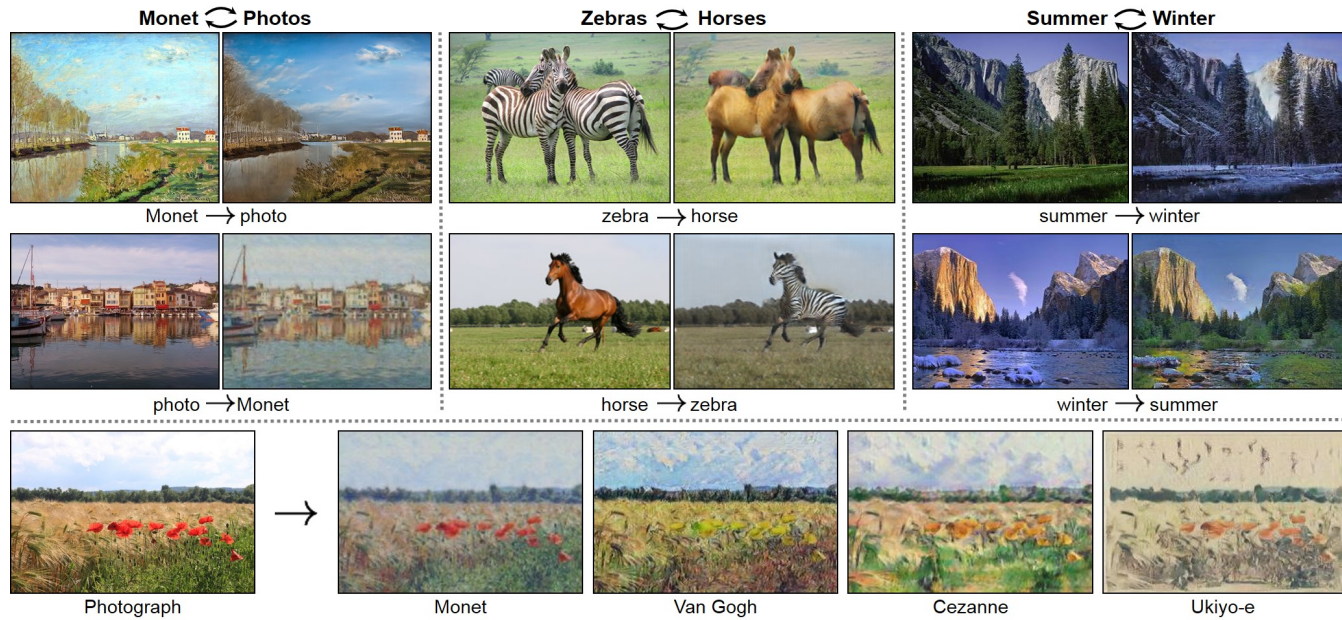 Monet Photos
Zebras Horses
Summer Winter
Monet → photo
zebra → horse
summer → winter
photo → Monet
horse → zebra
winter → summer
Photograph
Monet
Van Gogh
Cezanne
Ukiyo-e